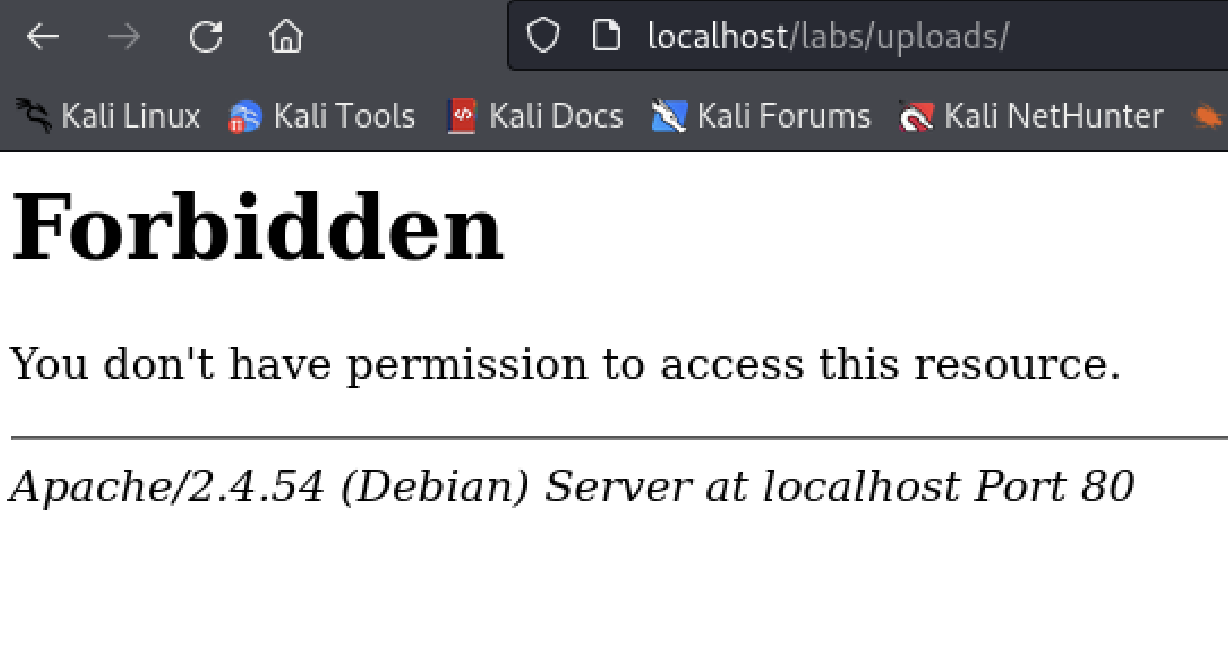 localhost/labs/uploads/
Kali Linux Kali Tools Kali Docs Kali Forums Kali NetHunter
Forbidden
You don't have permission to access this resource.
Apache/2.4.54 (Debian) Server at localhost Port 80